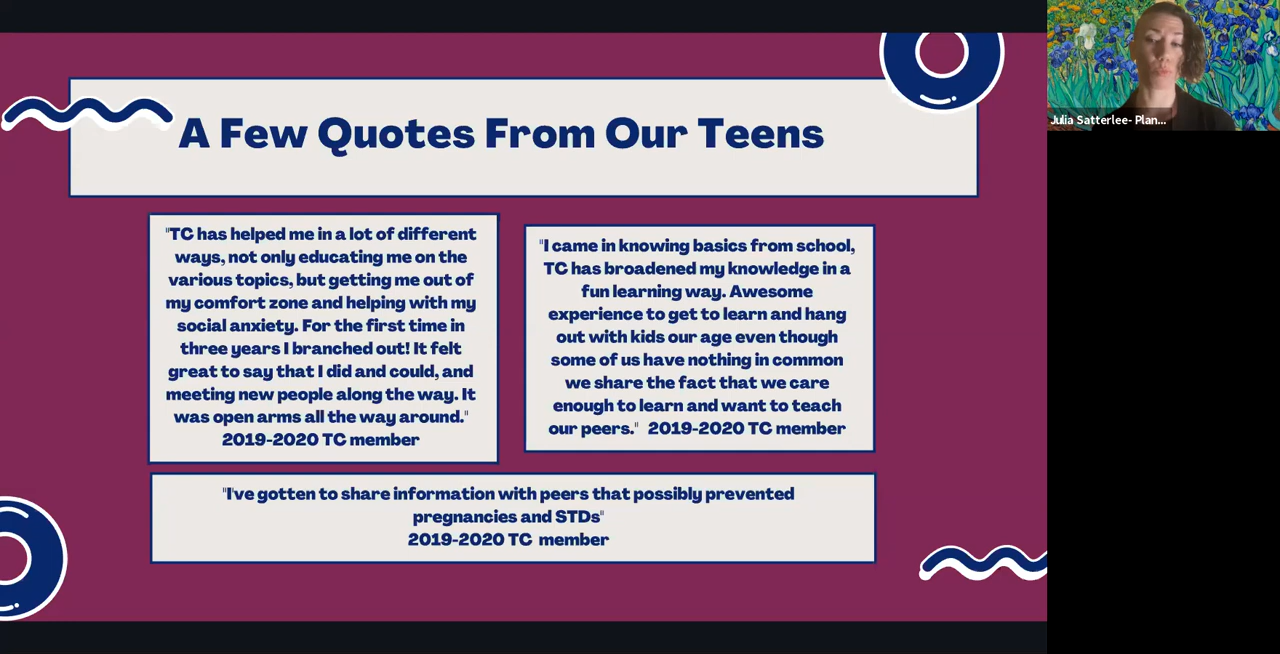 A Few Quotes From Our Teens
"TC has helped me in a lot of different
ways, not only educating me on the
various topics, but getting me out of
my comfort zone and helping with my
social anxiety. For the first time in
three years I branched out! It felt
great to say that I did and could, and
meeting new people along the way. It
was open arms all the way around."
2019-2020 TC member
"I came in knowing basics from school,
TC has broadened my knowledge in a
fun learning way. Awesome
experience to get to learn and hang
out with kids our age even though
some of us have nothing in common
we share the fact that we care
enough to learn and want to teach
our peers." 2019-2020 TC member
"I've gotten to share information with peers that possibly prevented
pregnancies and STDs"
2019-2020 TC member
Julia Satterlee- Plan...